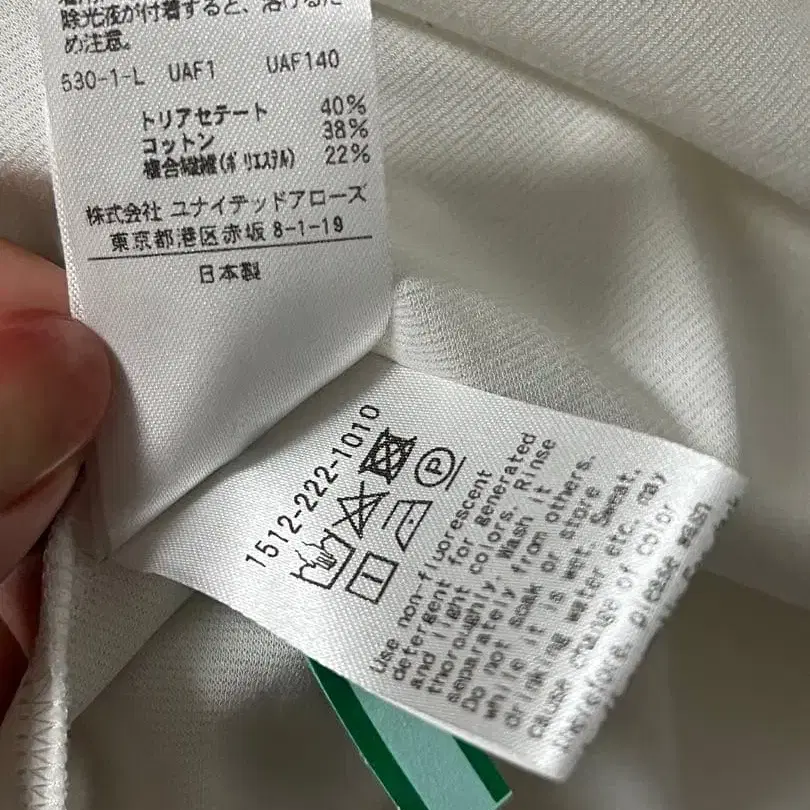 除光液が付着すると、溶けるた
め注意。
530-1-L UAF1 UAF140
トリアセテート 40%
コットン 38%
複合繊維(ポリエステル) 22%
株式会社 ユナイテッドアローズ
東京都港区赤坂 8-1-19
日本製
1512-222-1010
P
Use non-fluorescent
detergent for generated
and light colors. Rinse
thoroughly. Wash it
separately from others.
Do not soak or store
while it is wet. Sweat,
drinking water etc. may
cause change of color
therefore, please wash